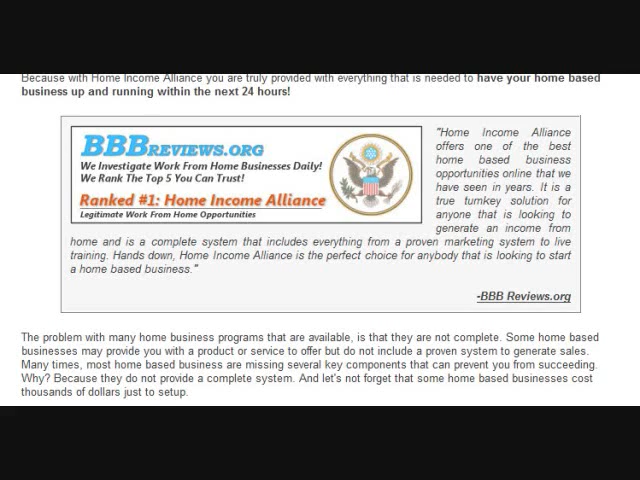 Because with Home Income Alliance you are truly provided with everything that is needed to have your home based
business up and running within the next 24 hours!
BBBREVIEWS.ORG
We Investigate Work From Home Businesses Daily!
We Rank The Top 5 You Can Trust!
Ranked #1: Home Income Alliance
Legitimate Work From Home Opportunities
"Home Income Alliance
offers one of the best
home based business
opportunities online that we
have seen in years. It is a
true turnkey solution for
anyone that is looking to
generate an income from
home and is a complete system that includes everything from a proven marketing system to live
training. Hands down, Home Income Alliance is the perfect choice for anybody that is looking to start
a home based business."
-BBB Reviews.org
The problem with many home business programs that are available, is that they are not complete. Some home based
businesses may provide you with a product or service to offer but do not include a proven system to generate sales.
Many times, most home based business are missing several key components that can prevent you from succeeding.
Why? Because they do not provide a complete system. And let's not forget that some home based businesses cost
thousands of dollars just to setup.